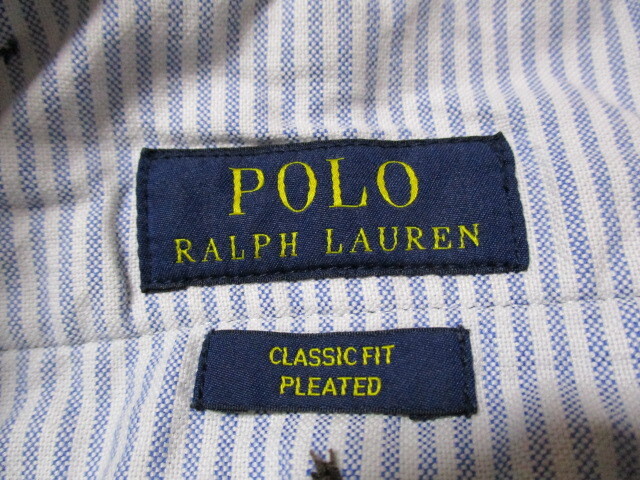 POLO
RALPH LAUREN
CLASSIC FIT
PLEATED